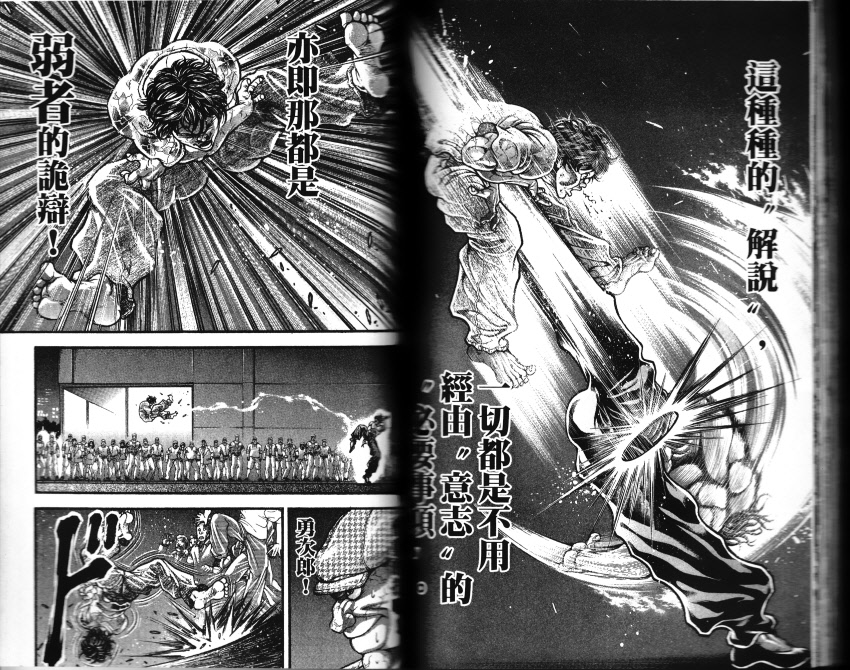 這種種的〝解說〞，
一切都是不用
經由〝意志〞的
〝必要事項〞。
亦即那都是
弱者的詭辯！
勇次郎！
ド